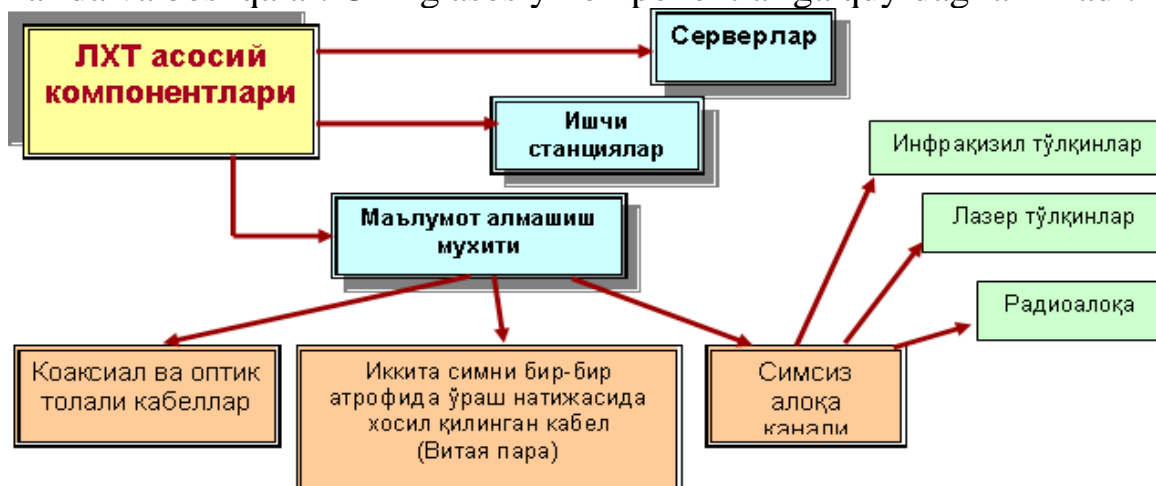 ЛХТ асосий
компонентлари
Серверлар
Ишчи
станциялар
Маълумот алмашиш
мухити
Инфрақизил тўлқинлар
Лазер тўлқинлар
Радиоалоқа
Коаксиал ва оптик
толали кабеллар
Иккита симни бир-бир
атрофида ўраш натижасида
хосил қилинган кабел
(Витая пара)
Симсиз
алоқа
канали